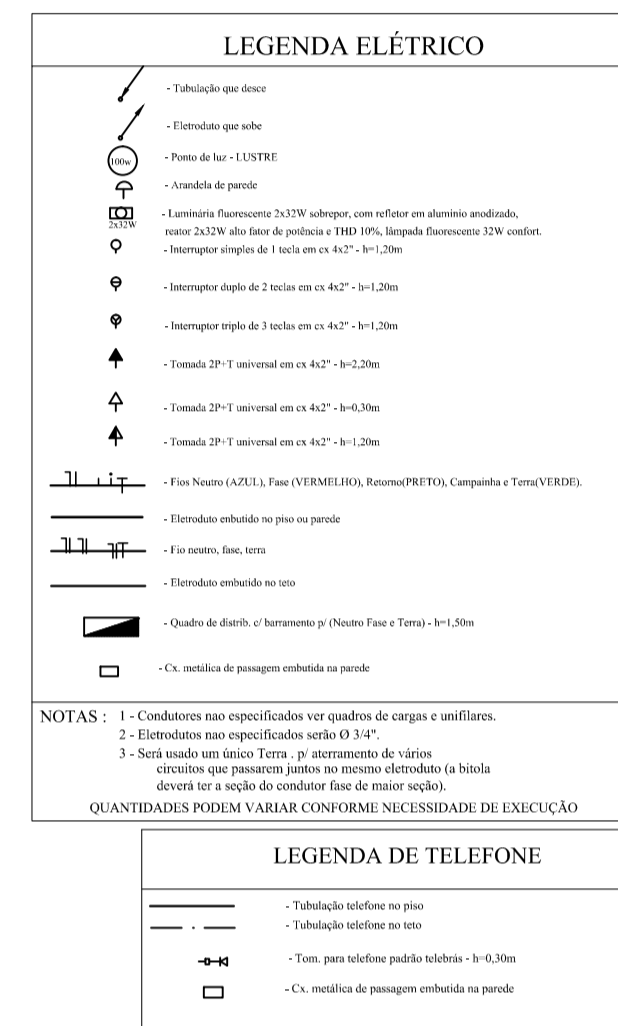 LEGENDA ELÉTRICO
- Tubulação que desce
- Eletroduto que sobe
100w
- Ponto de luz - LUSTRE
- Arandela de parede
2x32W
- Luminária fluorescente 2x32W sobrepor, com refletor em aluminio anodizado,
reator 2x32W alto fator de potência e THD 10%, lâmpada fluorescente 32W confort.
- Interruptor símples de 1 tecla em cx 4x2" - h=1,20m
- Interruptor duplo de 2 teclas em cx 4x2" - h=1,20m
- Interruptor triplo de 3 teclas em cx 4x2" - h=1,20m
- Tomada 2P+T universal em cx 4x2" - h=2,20m
- Tomada 2P+T universal em cx 4x2" - h=0,30m
- Tomada 2P+T universal em cx 4x2" - h=1,20m
- Fios Neutro (AZUL), Fase (VERMELHO), Retorno(PRETO), Campainha e Terra(VERDE).
- Eletroduto enbutido no piso ou parede
- Fio neutro, fase, terra
- Eletroduto embutido no teto
- Quadro de distrib. c/ barramento p/ (Neutro Fase e Terra) - h=1,50m
- Cx. metálica de passagem embutida na parede
NOTAS : 1 - Condutores nao especificados ver quadros de cargas e unifilares.
2 - Eletrodutos nao especificados serão Ø 3/4".
3 - Será usado um único Terra . p/ aterramento de vários
circuitos que passarem juntos no mesmo eletroduto (a bitola
deverá ter a seção do condutor fase de maior seção).
QUANTIDADES PODEM VARIAR CONFORME NECESSIDADE DE EXECUÇÃO
LEGENDA DE TELEFONE
- Tubulação telefone no piso
- Tubulação telefone no teto
- Tom. para telefone padrão telebrás - h=0,30m
- Cx. metálica de passagem embutida na parede